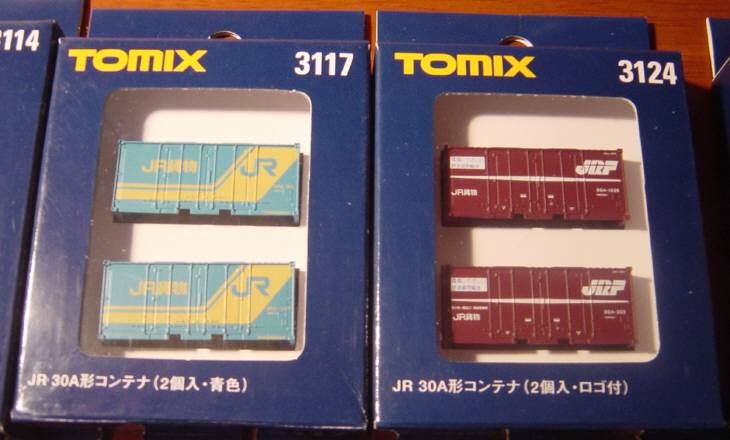 3114
TOMIX 3117
JR貨物 JR
JR貨物 JR
JR 30A形コンテナ(2個入・青色)
TOMIX 3124
JRF
JR貨物
JRF
JR貨物
JR 30A形コンテナ(2個入・ロゴ付)